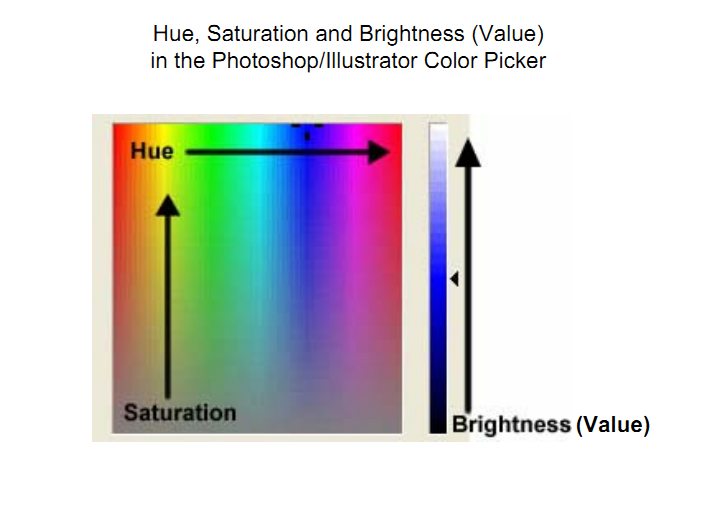 Hue, Saturation and Brightness (Value)
in the Photoshop/Illustrator Color Picker
Hue
Saturation
Brightness (Value)